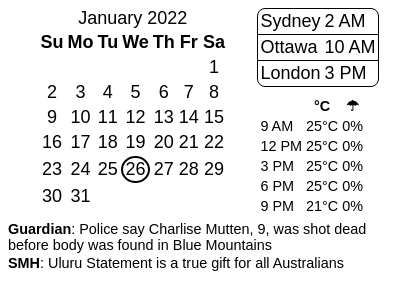 January 2022
Su Mo Tu We Th Fr Sa
1
2 3 4 5 6 7 8
9 10 11 12 13 14 15
16 17 18 19 20 21 22
23 24 25 26 27 28 29
30 31
Sydney 2 AM
Ottawa 10 AM
London 3 PM
°C ☂
9 AM 25°C 0%
12 PM 25°C 0%
3 PM 25°C 0%
6 PM 25°C 0%
9 PM 21°C 0%
Guardian: Police say Charlise Mutten, 9, was shot dead
before body was found in Blue Mountains
SMH: Uluru Statement is a true gift for all Australians